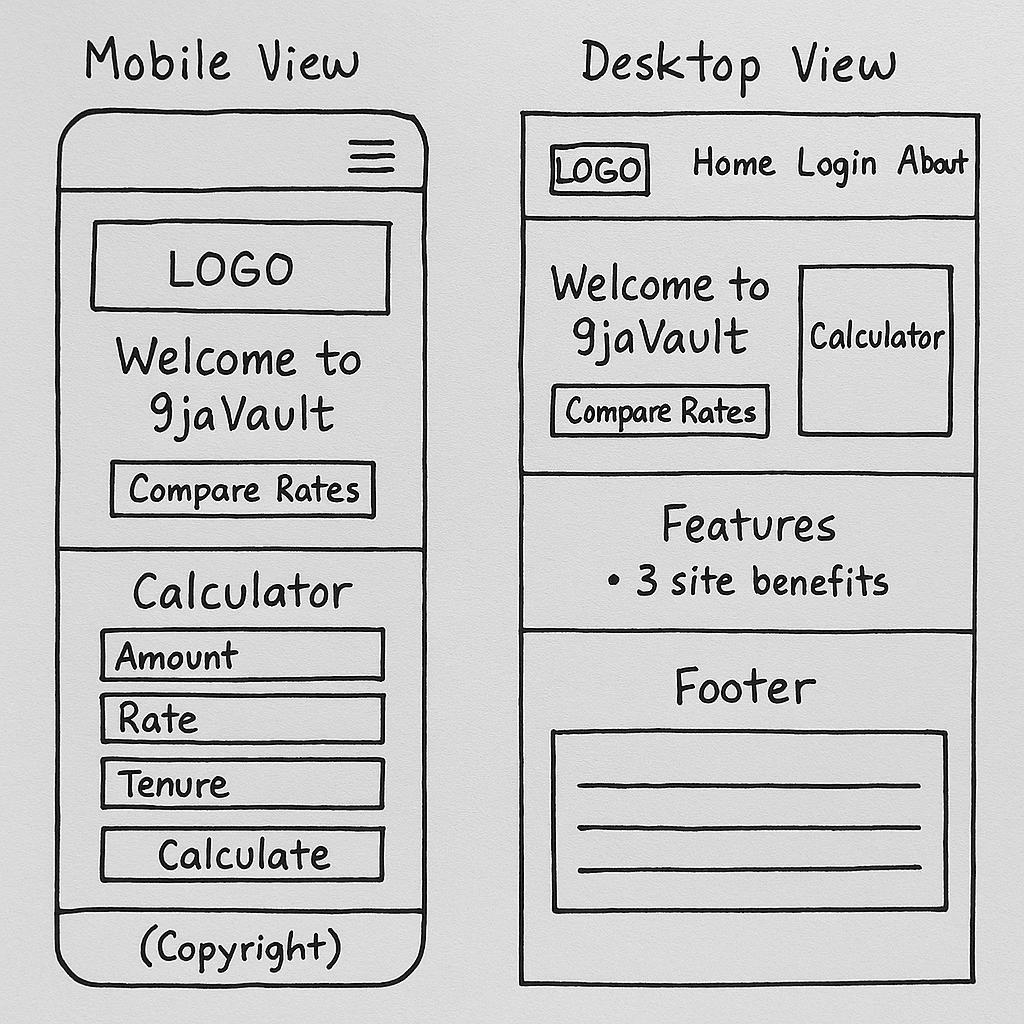 Mobile View
LOGO
Welcome to
9jaVault
Compare Rates
Calculator
Amount
Rate
Tenure
Calculate
(Copyright)
Desktop View
LOGO Home Login About
Welcome to
9jaVault
Compare Rates
Calculator
Features
• 3 site benefits
Footer